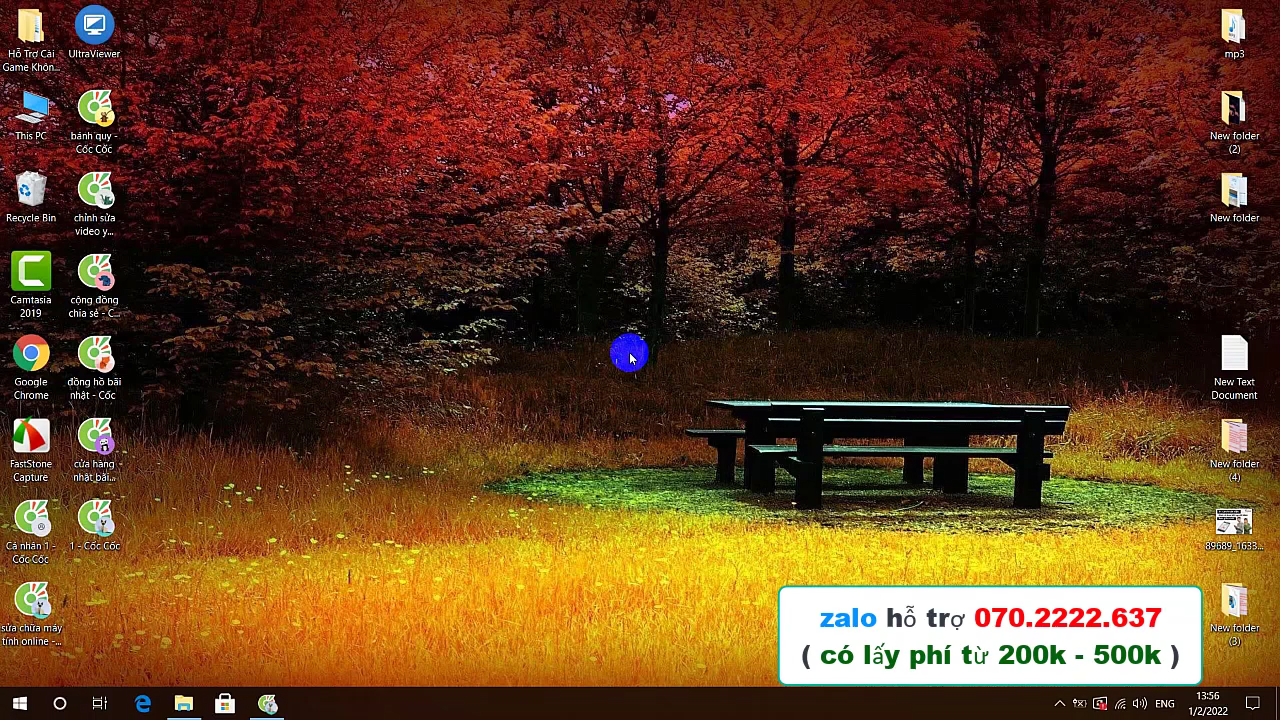 Hỗ Trợ Cài
Game Khôn...
UltraViewer
This PC
bánh quy -
Cốc Cốc
Recycle Bin
chỉnh sửa
video y...
Camtasia
2019
cộng đồng
chia sẻ - C...
Google
Chrome
đồng hồ bãi
nhật - Cốc
FastStone
Capture
cửa hàng
nhật bãi...
Cá nhân 1 -
Cốc Cốc
1 - Cốc Cốc
sửa chữa máy
tính online -...
mp3
New folder
(2)
New folder
New Text
Document
New folder
(4)
89689_1633...
New folder
(3)
zalo hỗ trợ 070.2222.637
( có lấy phí từ 200k - 500k )
ENG
13:56
1/2/2022